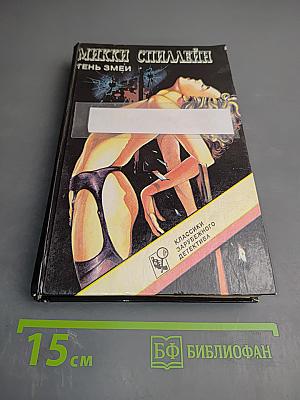 МИККИ СПИЛЛЕЙН
ТЕНЬ ЗМЕИ
КЛАССИКИ
ЗАРУБЕЖНОГО
ДЕТЕКТИВА
15 см
БФ БИБЛИОФАН